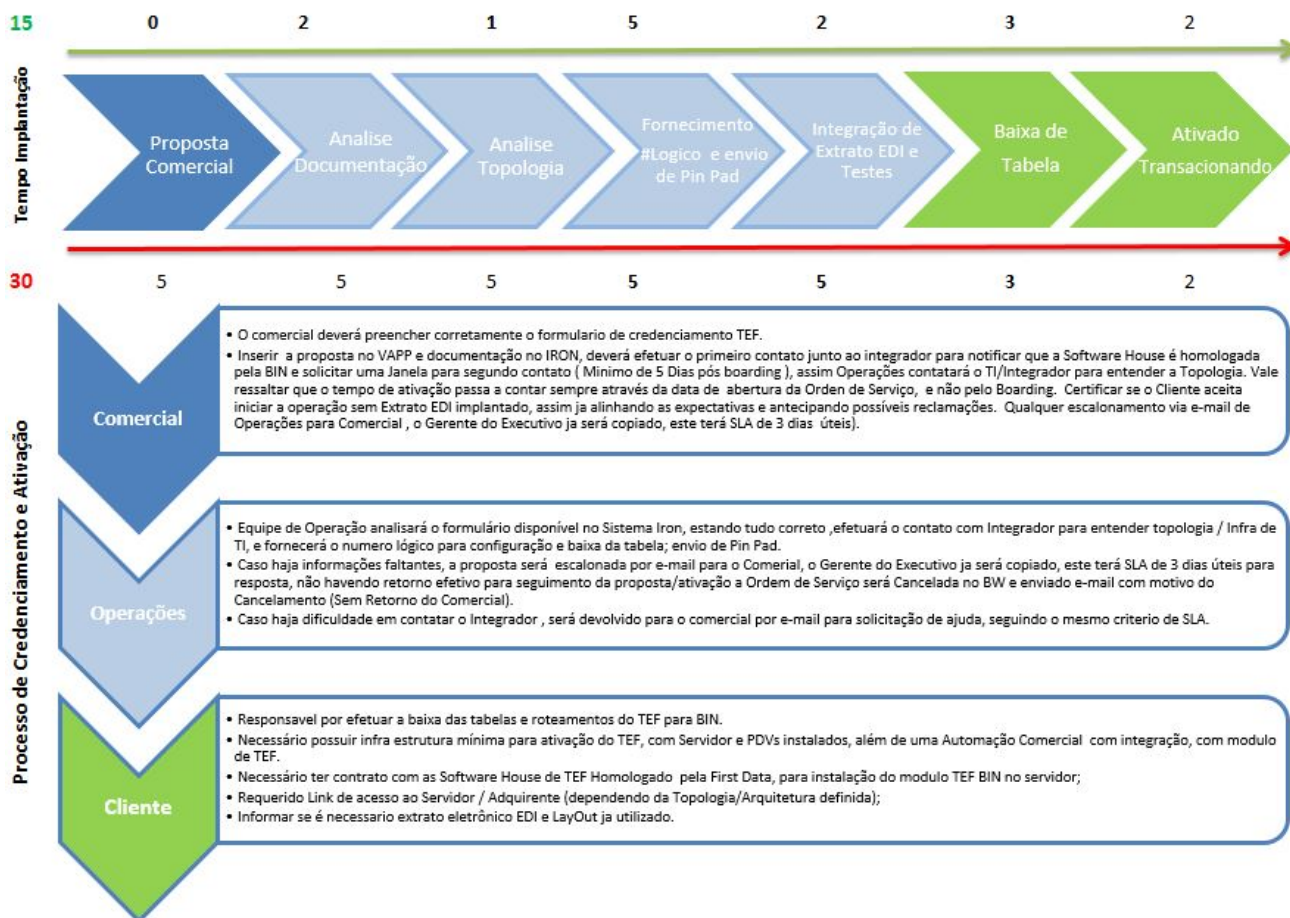 15 0 2 1 5 2 3 2
Tempo Implantação
Proposta
Comercial
Analise
Documentação
Analise
Topologia
Fornecimento
#Logico e envio
de Pin Pad
Integração de
Extrato EDI e
Testes
Baixa de
Tabela
Ativado
Transacionando
30 5 5 5 5 5 3 2
Processo de Credenciamento e Ativação
Comercial
• O comercial deverá preencher corretamente o formulario de credenciamento TEF.
• Inserir a proposta no VAPP e documentação no IRON, deverá efetuar o primeiro contato junto ao integrador para notificar que a Software House é homologada
pela BIN e solicitar uma Janela para segundo contato ( Minimo de 5 Dias pós boarding ), assim Operações contatará o TI/Integrador para entender a Topologia. Vale
ressaltar que o tempo de ativação passa a contar sempre através da data de abertura da Orden de Serviço, e não pelo Boarding. Certificar se o Cliente aceita
iniciar a operação sem Extrato EDI implantado, assim ja alinhando as expectativas e antecipando possíveis reclamações. Qualquer escalonamento via e-mail de
Operações para Comercial , o Gerente do Executivo ja será copiado, este terá SLA de 3 dias úteis).
Operações
• Equipe de Operação analisará o formulário disponível no Sistema Iron, estando tudo correto ,efetuará o contato com Integrador para entender topologia / Infra de
TI, e fornecerá o numero lógico para configuração e baixa da tabela; envio de Pin Pad.
• Caso haja informações faltantes, a proposta será escalonada por e-mail para o Comerial, o Gerente do Executivo ja será copiado, este terá SLA de 3 dias úteis para
resposta, não havendo retorno efetivo para seguimento da proposta/ativação a Ordem de Serviço será Cancelada no BW e enviado e-mail com motivo do
Cancelamento (Sem Retorno do Comercial).
• Caso haja dificuldade em contatar o Integrador , será devolvido para o comercial por e-mail para solicitação de ajuda, seguindo o mesmo criterio de SLA.
Cliente
• Responsavel por efetuar a baixa das tabelas e roteamentos do TEF para BIN.
• Necessário possuir infra estrutura mínima para ativação do TEF, com Servidor e PDVs instalados, além de uma Automação Comercial com integração, com modulo
de TEF.
• Necessário ter contrato com as Software House de TEF Homologado pela First Data, para instalação do modulo TEF BIN no servidor;
• Requerido Link de acesso ao Servidor / Adquirente (dependendo da Topologia/Arquitetura definida);
• Informar se é necessario extrato eletrônico EDI e LayOut ja utilizado.